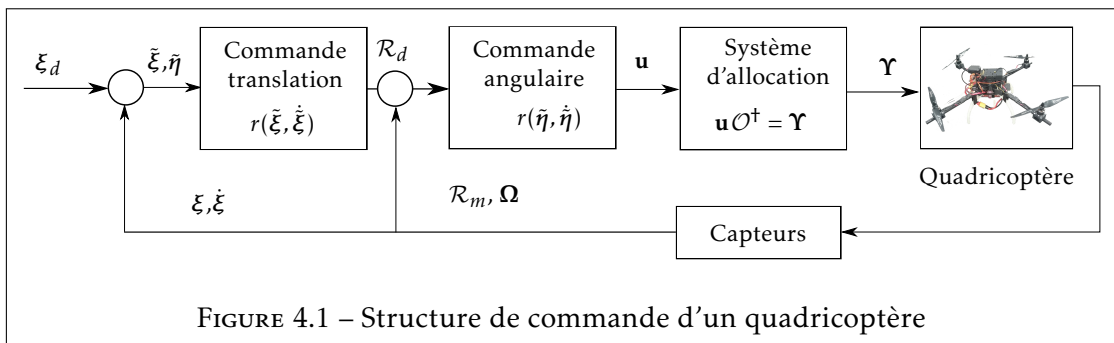 ξ_d
ξ̃,η̃
Commande
translation
r(ξ̃, ξ̃̇)
ℛ_d
Commande
angulaire
r(η̃, η̃̇)
u
Système
d'allocation
u𝒪† = ϒ
ϒ
Quadricoptère
ξ,ξ̇
ℛ_m, Ω
Capteurs
FIGURE 4.1 – Structure de commande d'un quadricoptère